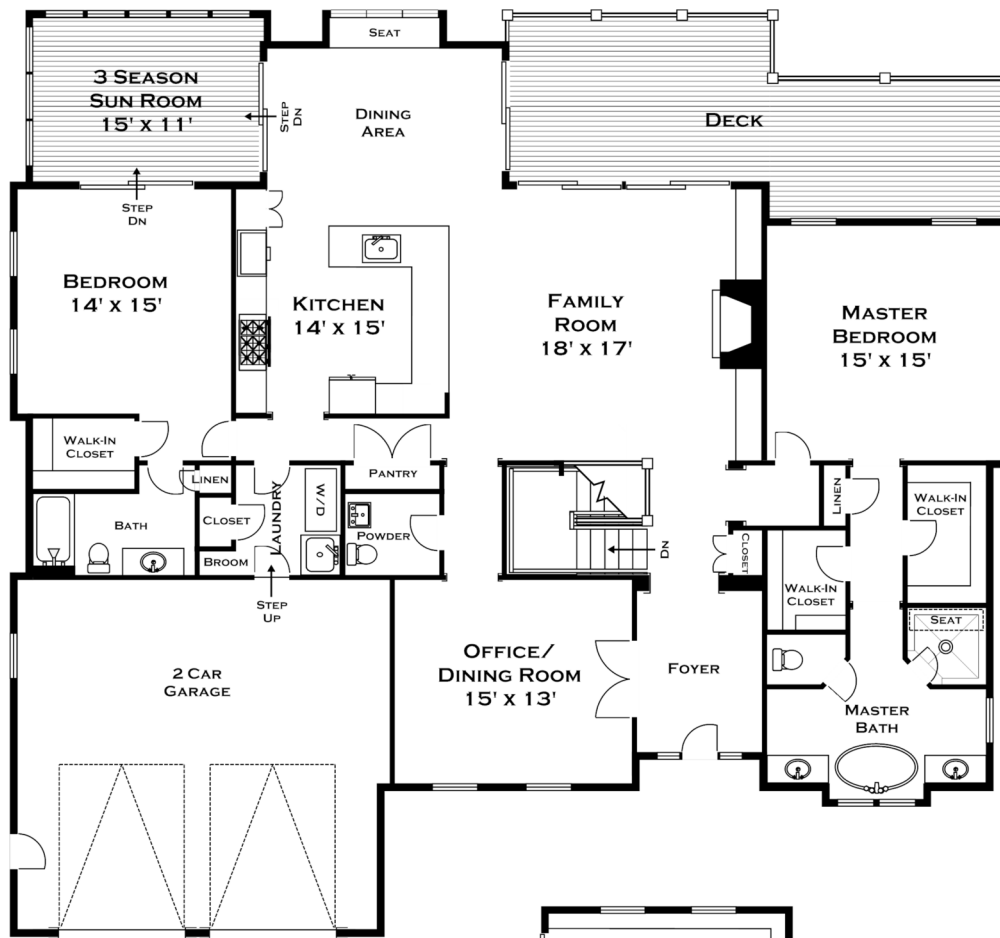 SEAT
3 SEASON
SUN ROOM
15' X 11'
STEP
DN
DINING
AREA
DECK
STEP
DN
BEDROOM
14' X 15'
KITCHEN
14' X 15'
FAMILY
ROOM
18' X 17'
MASTER
BEDROOM
15' X 15'
WALK-IN
CLOSET
PANTRY
LINEN
W/D
LAUNDRY
LINEN
WALK-IN
CLOSET
BATH
CLOSET
POWDER
BROOM
DN
CLOSET
WALK-IN
CLOSET
STEP
UP
SEAT
2 CAR
GARAGE
OFFICE/
DINING ROOM
15' X 13'
FOYER
MASTER
BATH